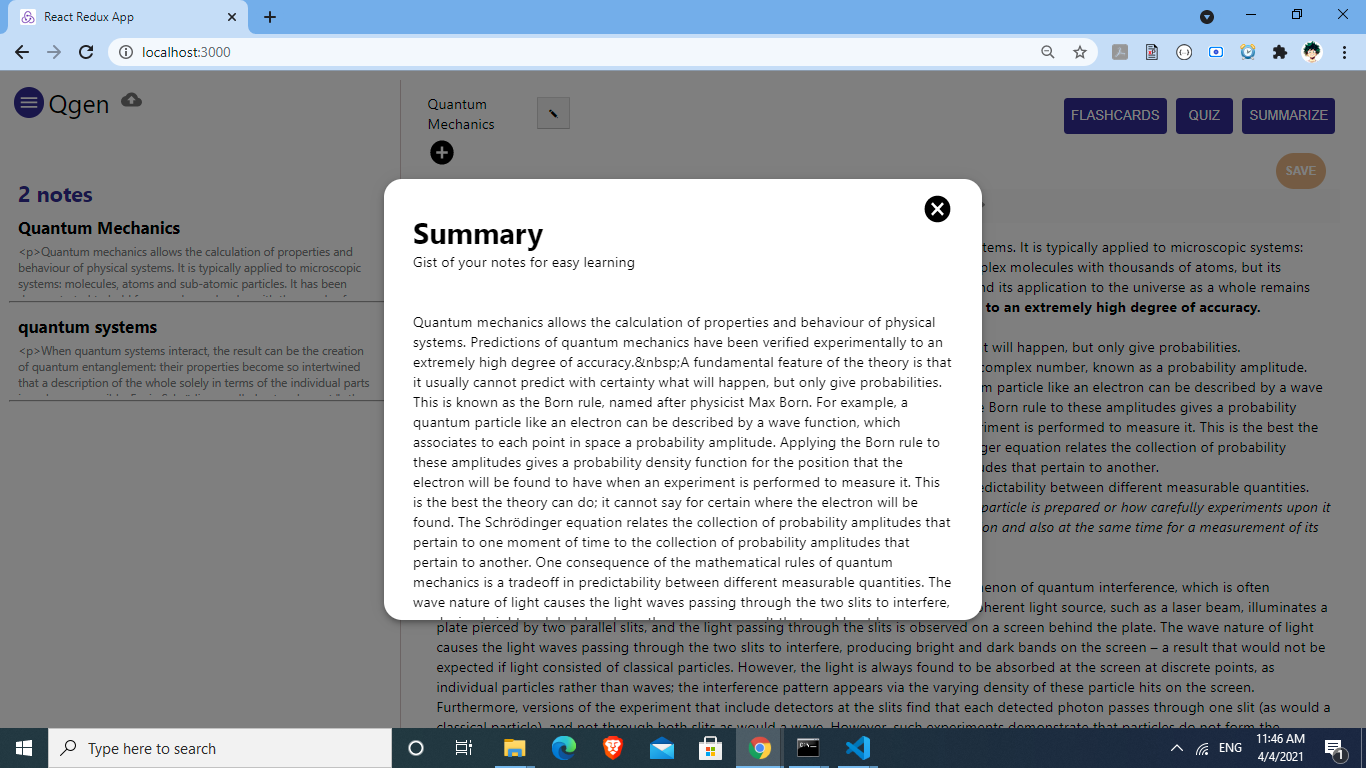 React Redux App
localhost:3000
Qgen
2 notes
Quantum Mechanics
<p>Quantum mechanics allows the calculation of properties and
behaviour of physical systems. It is typically applied to microscopic
systems: molecules, atoms and sub-atomic particles. It has been
quantum systems
<p>When quantum systems interact, the result can be the creation
of quantum entanglement: their properties become so intertwined
that a description of the whole solely in terms of the individual parts
Quantum
Mechanics
FLASHCARDS
QUIZ
SUMMARIZE
SAVE
Summary
Gist of your notes for easy learning
Quantum mechanics allows the calculation of properties and behaviour of physical
systems. Predictions of quantum mechanics have been verified experimentally to an
extremely high degree of accuracy.&nbsp;A fundamental feature of the theory is that
it usually cannot predict with certainty what will happen, but only give probabilities.
This is known as the Born rule, named after physicist Max Born. For example, a
quantum particle like an electron can be described by a wave function, which
associates to each point in space a probability amplitude. Applying the Born rule to
these amplitudes gives a probability density function for the position that the
electron will be found to have when an experiment is performed to measure it. This
is the best the theory can do; it cannot say for certain where the electron will be
found. The Schrödinger equation relates the collection of probability amplitudes that
pertain to one moment of time to the collection of probability amplitudes that
pertain to another. One consequence of the mathematical rules of quantum
mechanics is a tradeoff in predictability between different measurable quantities. The
wave nature of light causes the light waves passing through the two slits to interfere,
tems. It is typically applied to microscopic systems:
plex molecules with thousands of atoms, but its
nd its application to the universe as a whole remains
to an extremely high degree of accuracy.
t will happen, but only give probabilities.
complex number, known as a probability amplitude.
m particle like an electron can be described by a wave
e Born rule to these amplitudes gives a probability
riment is performed to measure it. This is the best the
ger equation relates the collection of probability
udes that pertain to another.
edictability between different measurable quantities.
particle is prepared or how carefully experiments upon it
on and also at the same time for a measurement of its
enon of quantum interference, which is often
oherent light source, such as a laser beam, illuminates a
plate pierced by two parallel slits, and the light passing through the slits is observed on a screen behind the plate. The wave nature of light
causes the light waves passing through the two slits to interfere, producing bright and dark bands on the screen – a result that would not be
expected if light consisted of classical particles. However, the light is always found to be absorbed at the screen at discrete points, as
individual particles rather than waves; the interference pattern appears via the varying density of these particle hits on the screen.
Furthermore, versions of the experiment that include detectors at the slits find that each detected photon passes through one slit (as would a
classical particle), and not through both slits as would a wave. However, such experiments demonstrate that particles do not form the
Type here to search
ENG
11:46 AM
4/4/2021
1